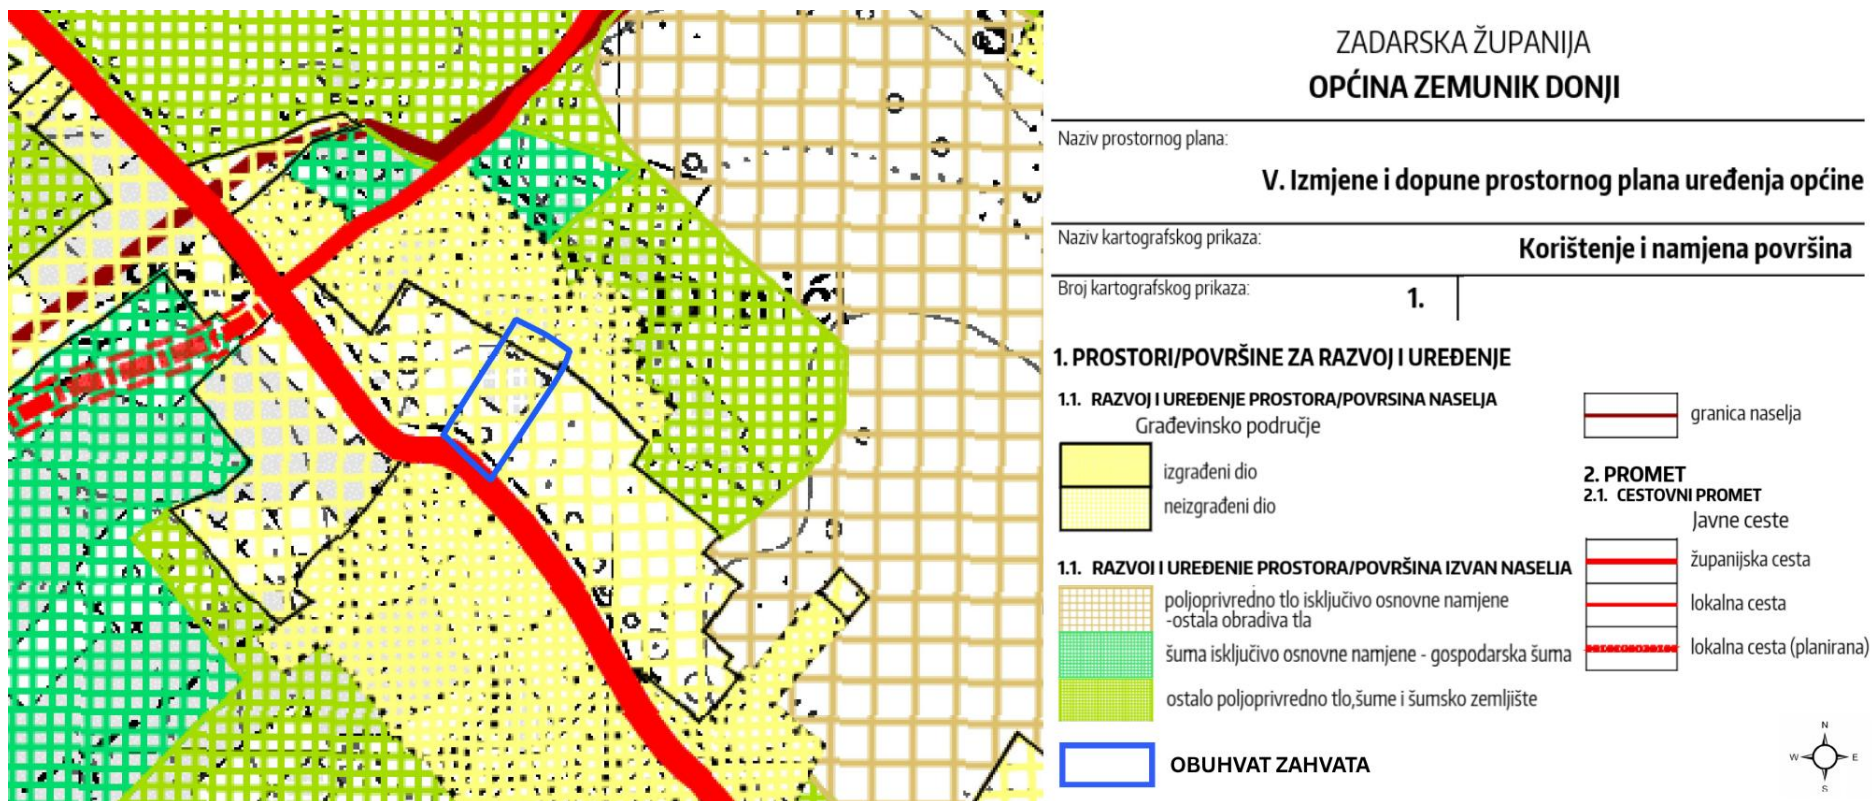 ZADARSKA ŽUPANIJA
OPĆINA ZEMUNIK DONJI
Naziv prostornog plana:
V. Izmjene i dopune prostornog plana uređenja općine
Naziv kartografskog prikaza:
Korištenje i namjena površina
Broj kartografskog prikaza:
1.
1. PROSTORI/POVRŠINE ZA RAZVOJ I UREĐENJE
1.1. RAZVOJ I UREĐENJE PROSTORA/POVRSINA NASELJA
Građevinsko područje
izgrađeni dio
neizgrađeni dio
1.1. RAZVOJ I UREĐENIE PROSTORA/POVRŠINA IZVAN NASELJA
poljoprivredno tlo isključivo osnovne namjene
-ostala obradiva tla
šuma isključivo osnovne namjene - gospodarska šuma
ostalo poljoprivredno tlo,šume i šumsko zemljište
OBUHVAT ZAHVATA
granica naselja
2. PROMET
2.1. CESTOVNI PROMET
Javne ceste
županijska cesta
lokalna cesta
lokalna cesta (planirana)
N
W E
S